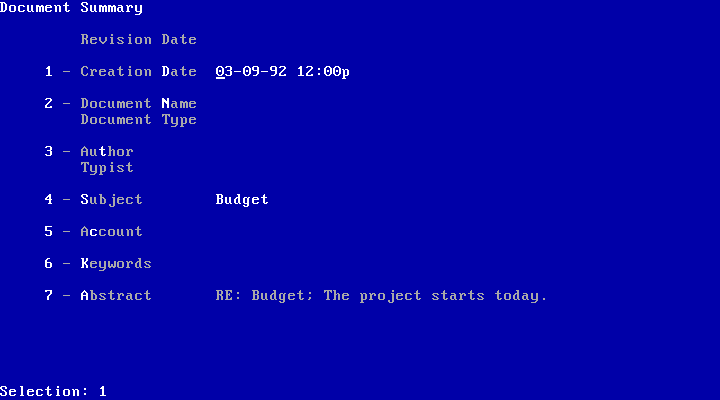 Document Summary
Revision Date
1 - Creation Date 03-09-92 12:00p
2 - Document Name
Document Type
3 - Author
Typist
4 - Subject Budget
5 - Account
6 - Keywords
7 - Abstract RE: Budget; The project starts today.
Selection: 1